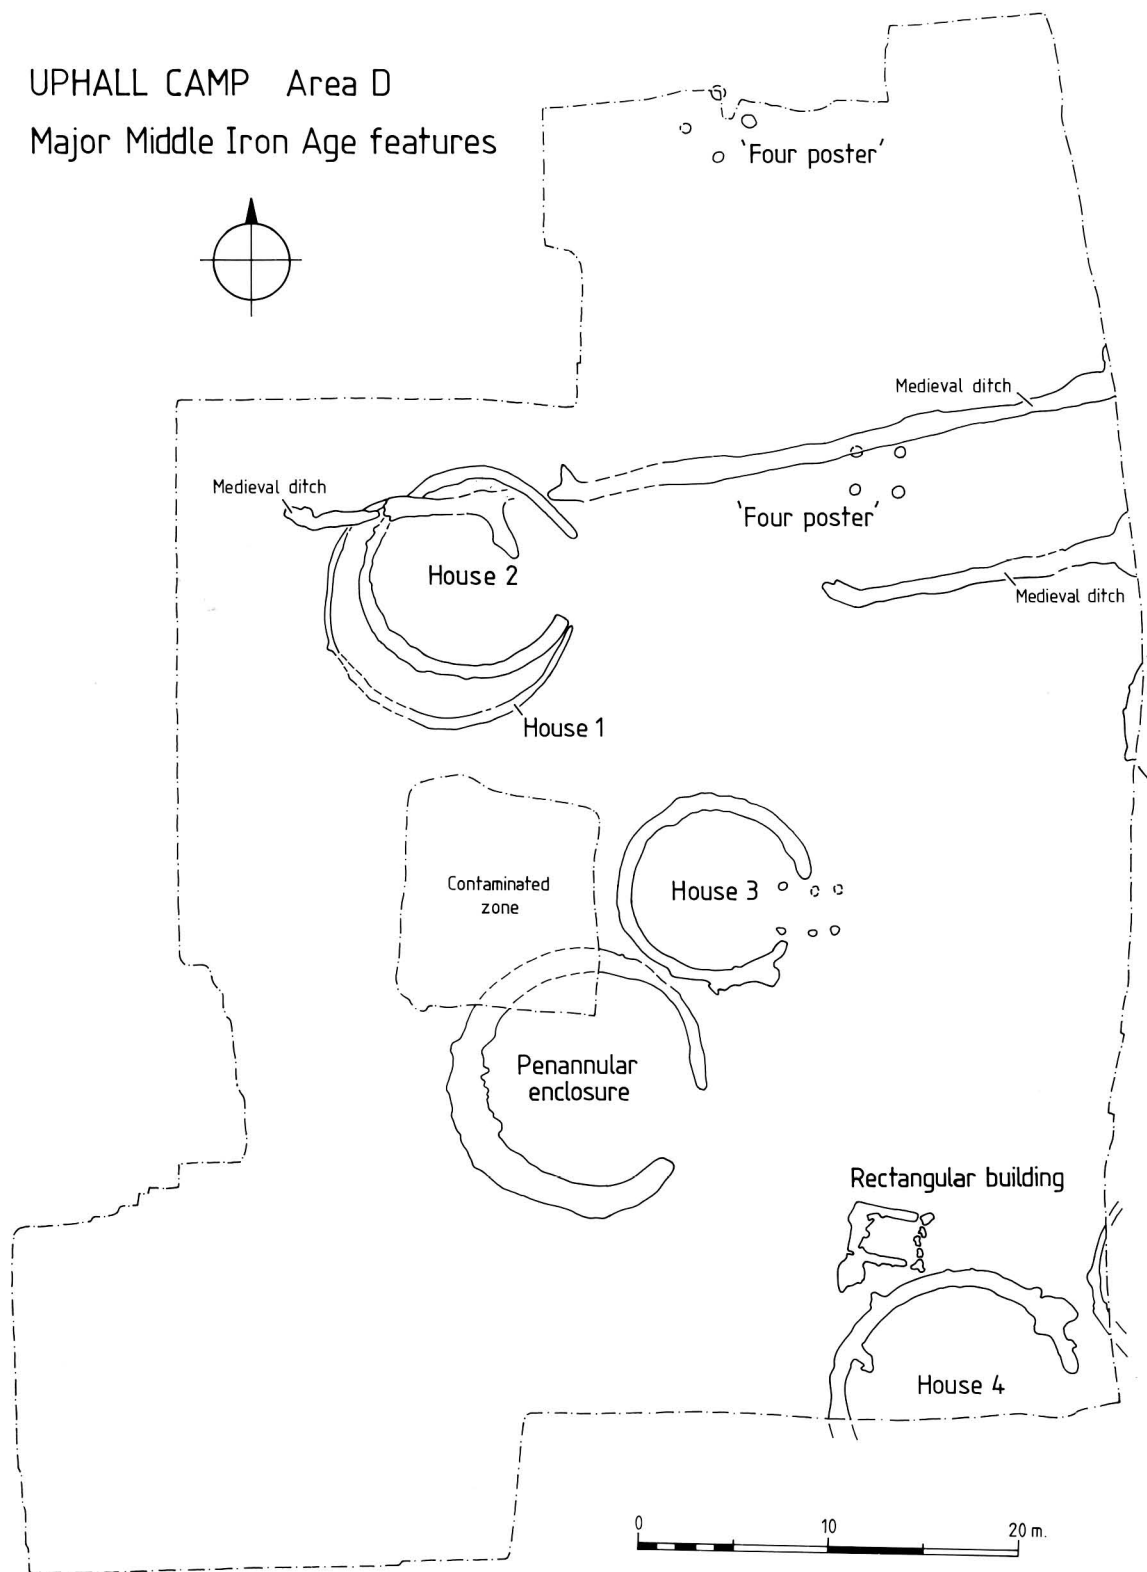 UPHALL CAMP Area D
Major Middle Iron Age features
'Four poster'
Medieval ditch
Medieval ditch
'Four poster'
House 2
Medieval ditch
House 1
Contaminated
zone
House 3
Penannular
enclosure
Rectangular building
House 4
0 10 20 m.